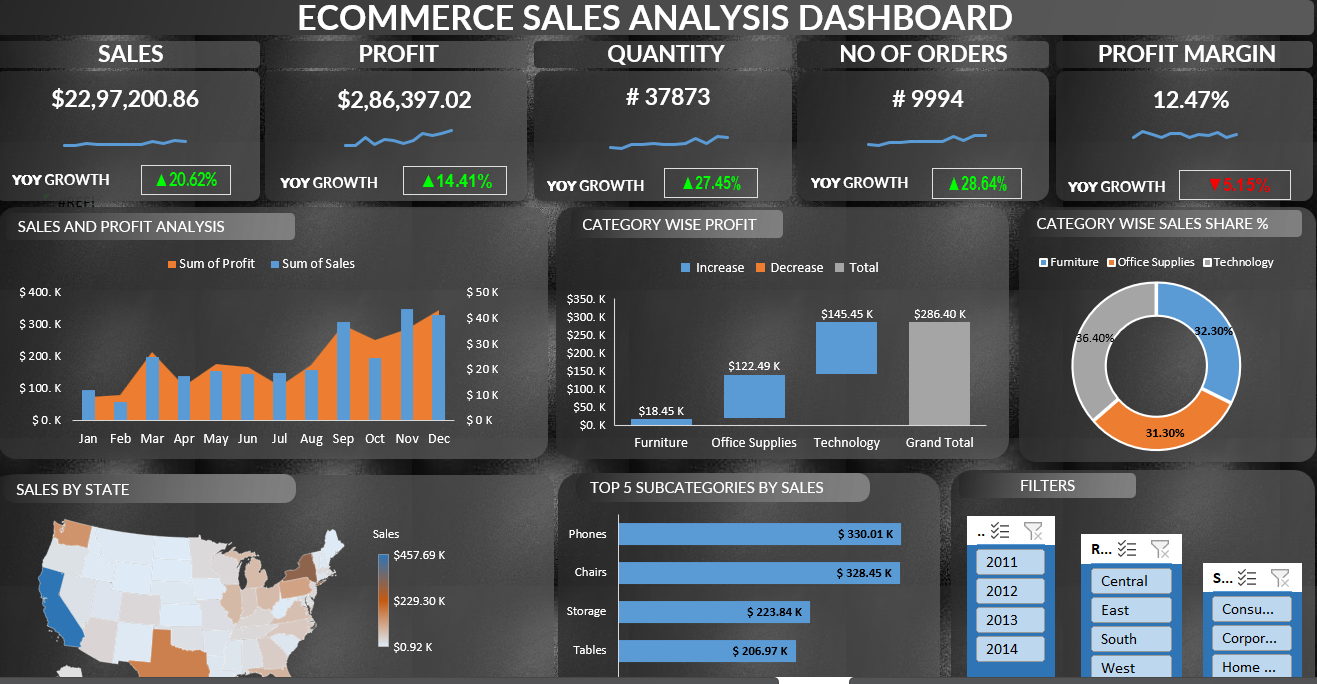 ECOMMERCE SALES ANALYSIS DASHBOARD
SALES
PROFIT
QUANTITY
NO OF ORDERS
PROFIT MARGIN
$22,97,200.86
$2,86,397.02
# 37873
# 9994
12.47%
YOY GROWTH ▲20.62%
YOY GROWTH ▲14.41%
YOY GROWTH ▲27.45%
YOY GROWTH ▲28.64%
YOY GROWTH ▼5.15%
#REF!
SALES AND PROFIT ANALYSIS
Sum of Profit Sum of Sales
$ 400. K
$ 300. K
$ 200. K
$ 100. K
$ 0. K
$ 50 K
$ 40 K
$ 30 K
$ 20 K
$ 10 K
$ 0 K
Jan Feb Mar Apr May Jun Jul Aug Sep Oct Nov Dec
CATEGORY WISE PROFIT
Increase Decrease Total
$350. K
$300. K
$250. K
$200. K
$150. K
$100. K
$50. K
$0. K
$18.45 K
$122.49 K
$145.45 K
$286.40 K
Furniture Office Supplies Technology Grand Total
CATEGORY WISE SALES SHARE %
Furniture Office Supplies Technology
36.40%
32.30%
31.30%
SALES BY STATE
Sales
$457.69 K
$229.30 K
$0.92 K
TOP 5 SUBCATEGORIES BY SALES
Phones $ 330.01 K
Chairs $ 328.45 K
Storage $ 223.84 K
Tables $ 206.97 K
FILTERS
..
2011
2012
2013
2014
R...
Central
East
South
West
S...
Consu...
Corpor...
Home ...